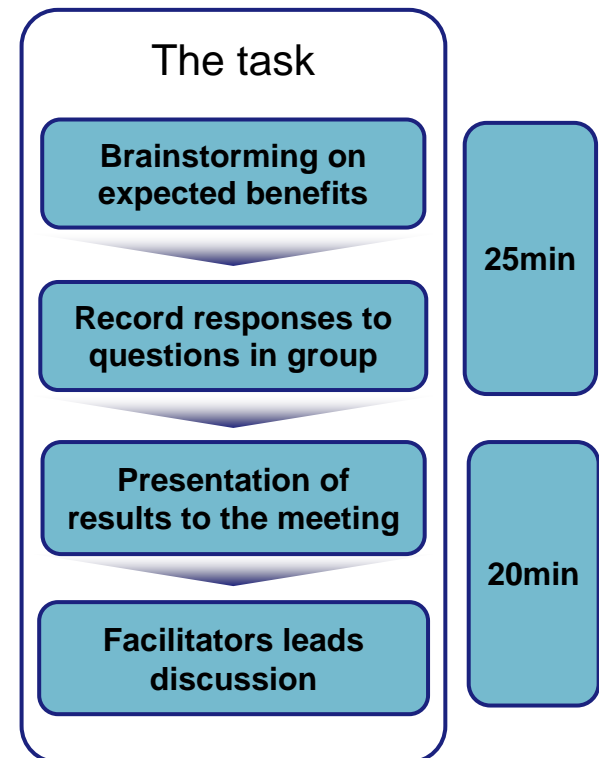 The task
Brainstorming on
expected benefits
25min
Record responses to
questions in group
Presentation of
results to the meeting
20min
Facilitators leads
discussion